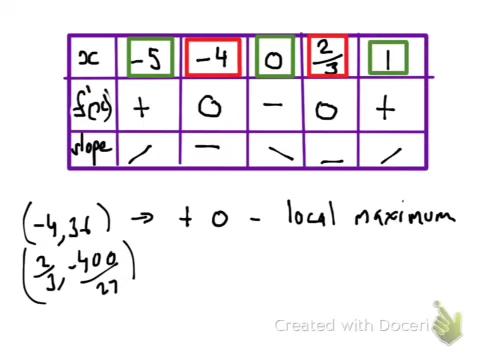 x -5 -4 0 2/3 1
f'(x) + 0 - 0 +
slope / — \ — /
(-4, 36) → + 0 - local maximum
(2/3, -400/27)
Created with Doceri